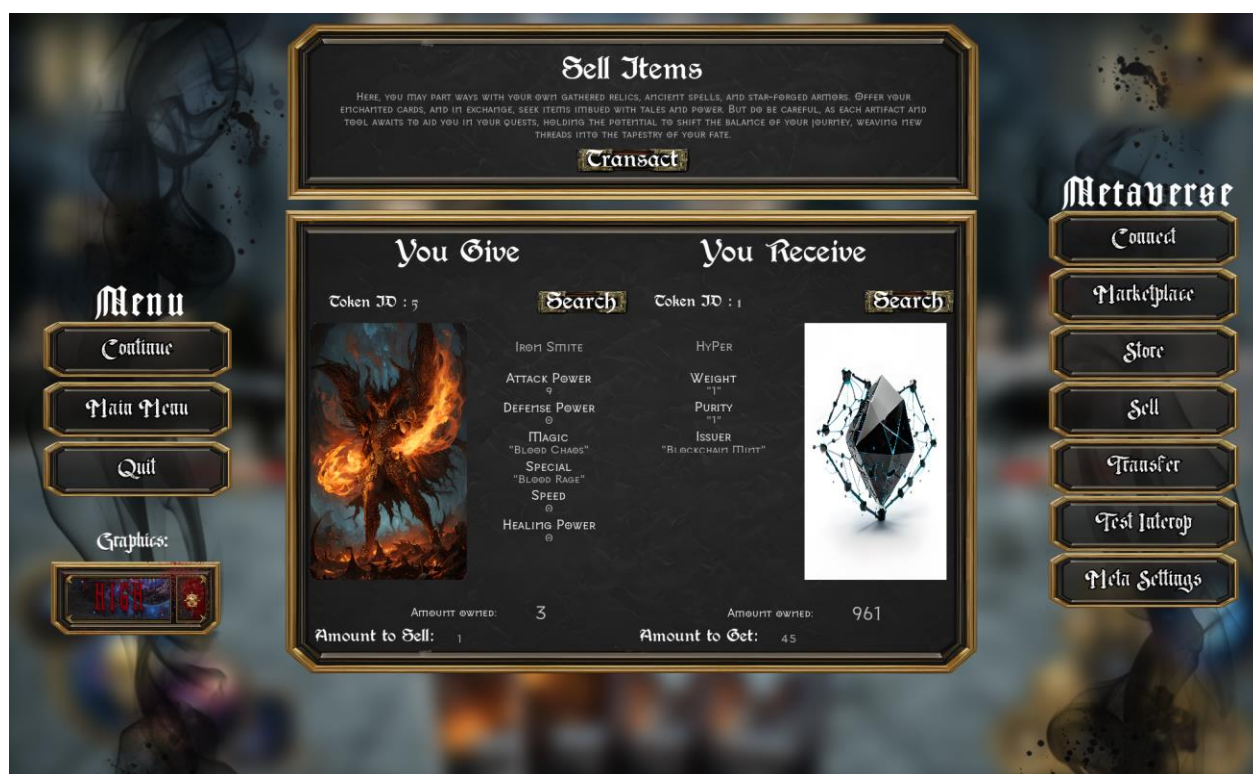 Sell Items
Here, you may part ways with your own gathered relics, ancient spells, and star-forged armors. Offer your
enchanted cards, and in exchange, seek items imbued with tales and power. But do be careful, as each artifact and
tool awaits to aid you in your quests, holding the potential to shift the balance of your journey, weaving new
threads into the tapestry of your fate.
Transact
Menu
Continue
Main Menu
Quit
Graphics:
HIGH
You Give
Token ID : 5
Search
Iron Smite
Attack Power
9
Defense Power
0
Magic
"Blood Chaos"
Special
"Blood Rage"
Speed
0
Healing Power
0
Amount owned: 3
Amount to Sell: 1
You Receive
Token ID : 1
Search
HyPer
Weight
"1"
Purity
"1"
Issuer
"Blockchain Mint"
Amount owned: 961
Amount to Get: 45
Metaverse
Connect
Marketplace
Store
Sell
Transfer
Test Interop
Meta Settings